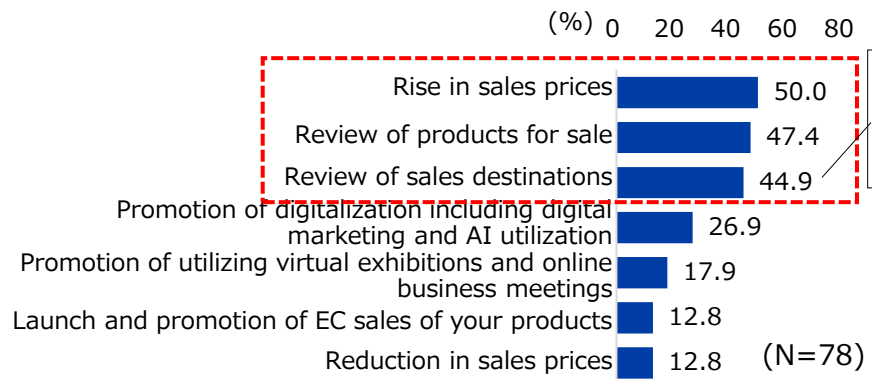 (%) 0 20 40 60 80
Rise in sales prices 50.0
Review of products for sale 47.4
Review of sales destinations 44.9
Promotion of digitalization including digital
marketing and AI utilization 26.9
Promotion of utilizing virtual exhibitions and online
business meetings 17.9
Launch and promotion of EC sales of your products 12.8
Reduction in sales prices 12.8
(N=78)